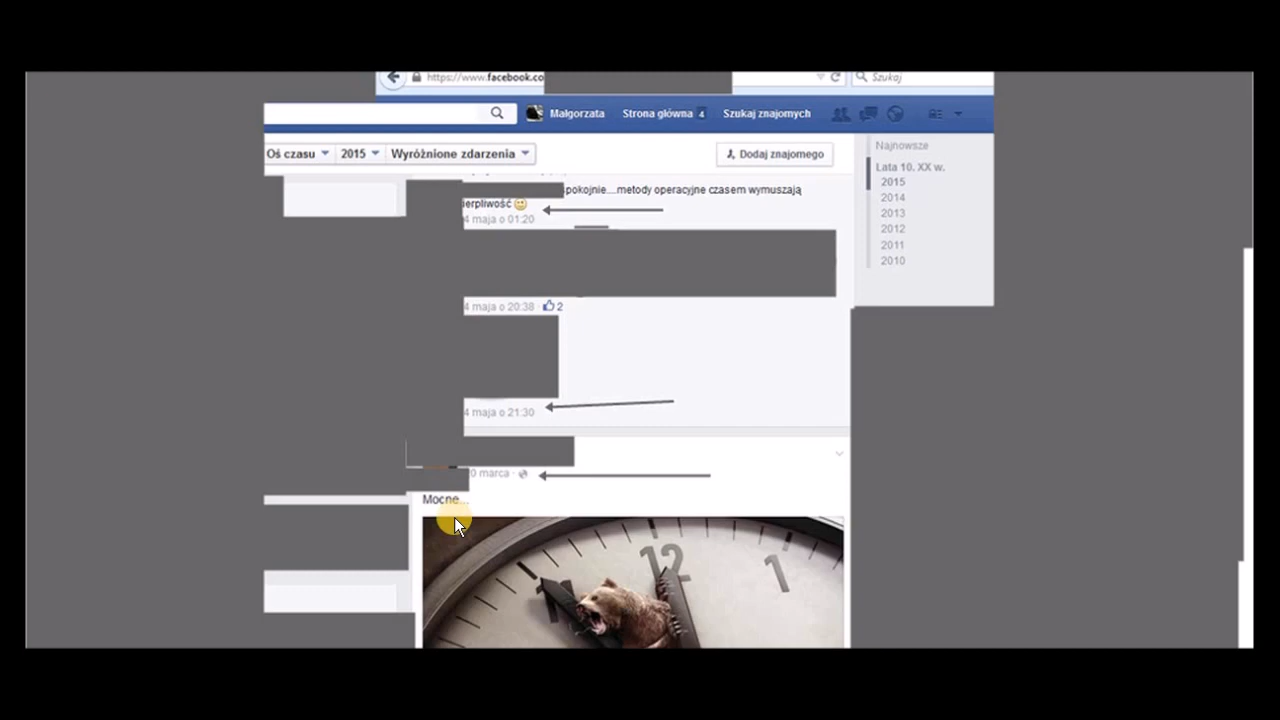 https://www.facebook.co
Szukaj
Małgorzata Strona główna 4 Szukaj znajomych
Oś czasu 2015 Wyróżnione zdarzenia Dodaj znajomego
Najnowsze
Lata 10. XX w.
2015
2014
2013
2012
2011
2010
spokojnie....metody operacyjne czasem wymuszają
ierpliwość
4 maja o 01:20
4 maja o 20:38 · 2
4 maja o 21:30
0 marca ·
Mocne...
12
1